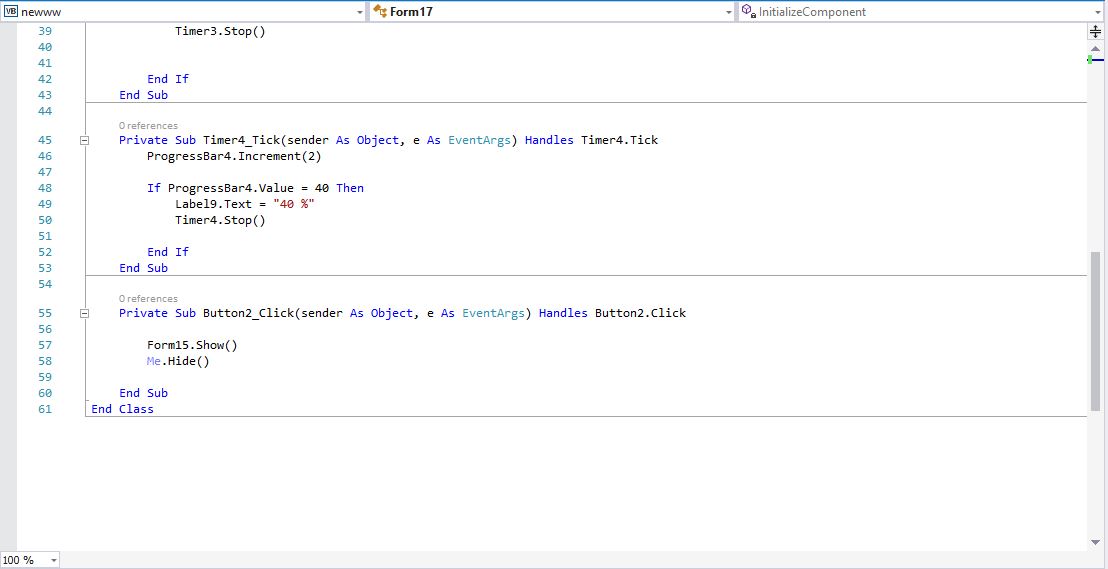 newww Form17 InitializeComponent
39 Timer3.Stop()
40
41
42 End If
43 End Sub
44
0 references
45 Private Sub Timer4_Tick(sender As Object, e As EventArgs) Handles Timer4.Tick
46 ProgressBar4.Increment(2)
47
48 If ProgressBar4.Value = 40 Then
49 Label9.Text = "40 %"
50 Timer4.Stop()
51
52 End If
53 End Sub
54
0 references
55 Private Sub Button2_Click(sender As Object, e As EventArgs) Handles Button2.Click
56
57 Form15.Show()
58 Me.Hide()
59
60 End Sub
61 End Class
100 %